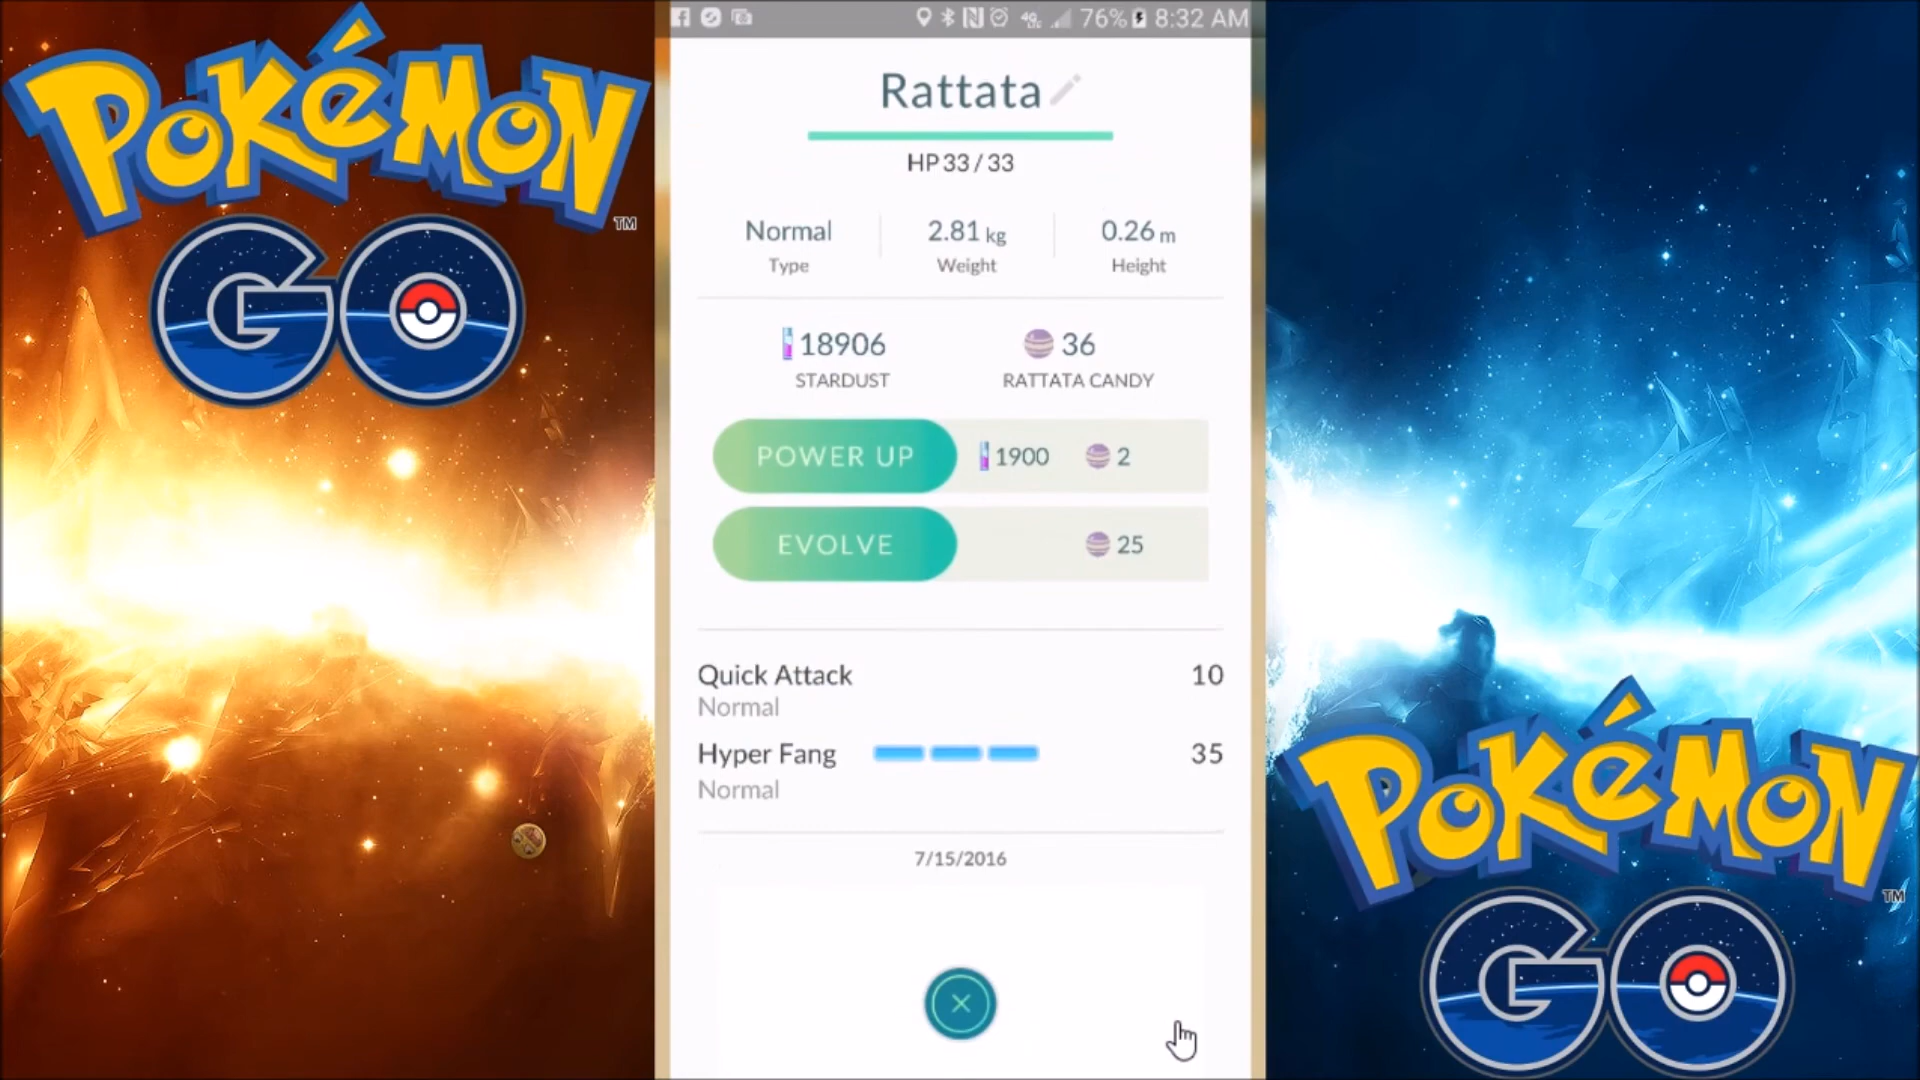 POKéMON
TM
GO
4G LTE 76% 8:32 AM
Rattata
HP 33 / 33
Normal 2.81 kg 0.26 m
Type Weight Height
18906 36
STARDUST RATTATA CANDY
POWER UP 1900 2
EVOLVE 25
Quick Attack 10
Normal
Hyper Fang 35
Normal
7/15/2016
POKéMON
TM
GO